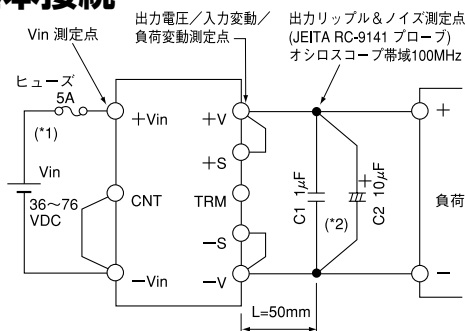 出力電圧／入力変動／
負荷変動測定点
出力リップル＆ノイズ測定点
(JEITA RC-9141 プローブ)
オシロスコープ帯域100MHz
Vin 測定点
ヒューズ
5A
(*1)
Vin
36〜76
VDC
+Vin
CNT
−Vin
+V
+S
TRM
−S
−V
C1 1μF
(*2)
C2 10μF
+
+
負荷
−
L=50mm